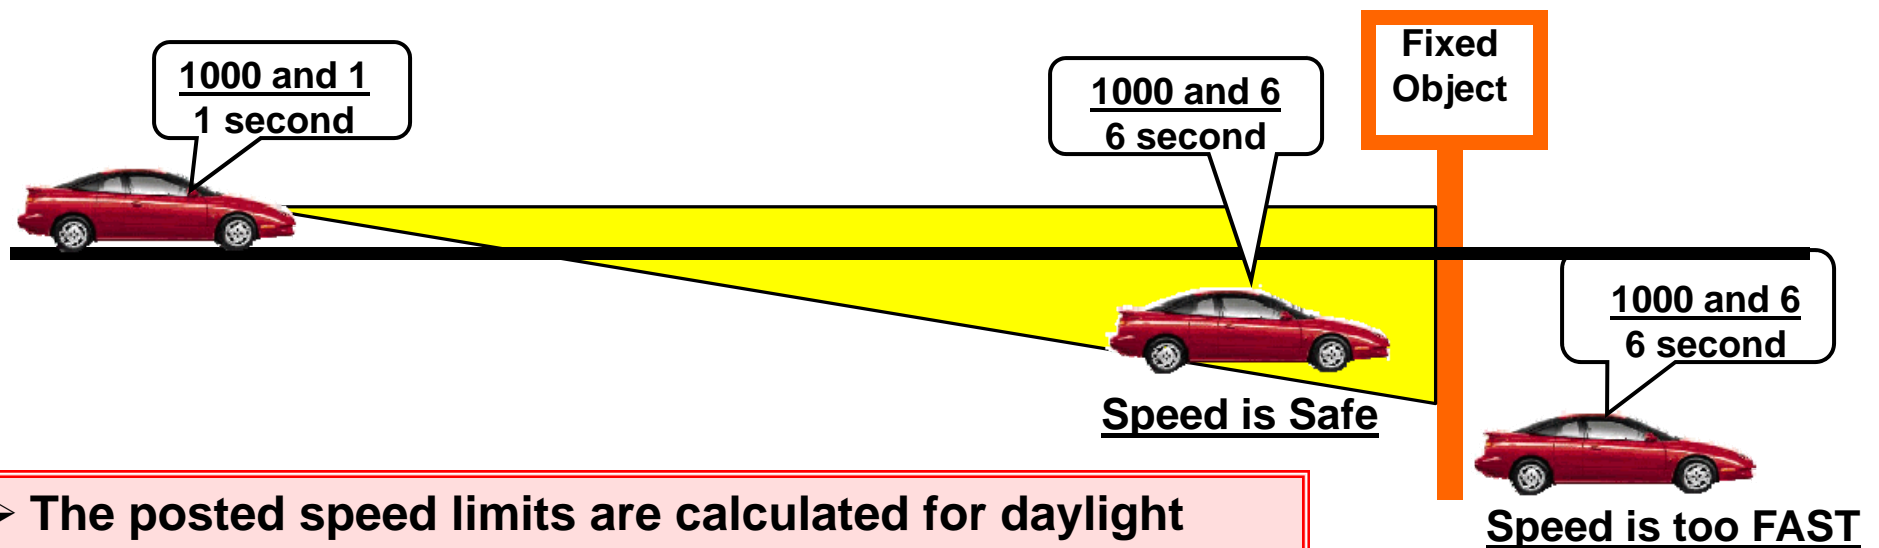 1000 and 1
1 second
1000 and 6
6 second
Fixed
Object
1000 and 6
6 second
Speed is Safe
➢ The posted speed limits are calculated for daylight
Speed is too FAST